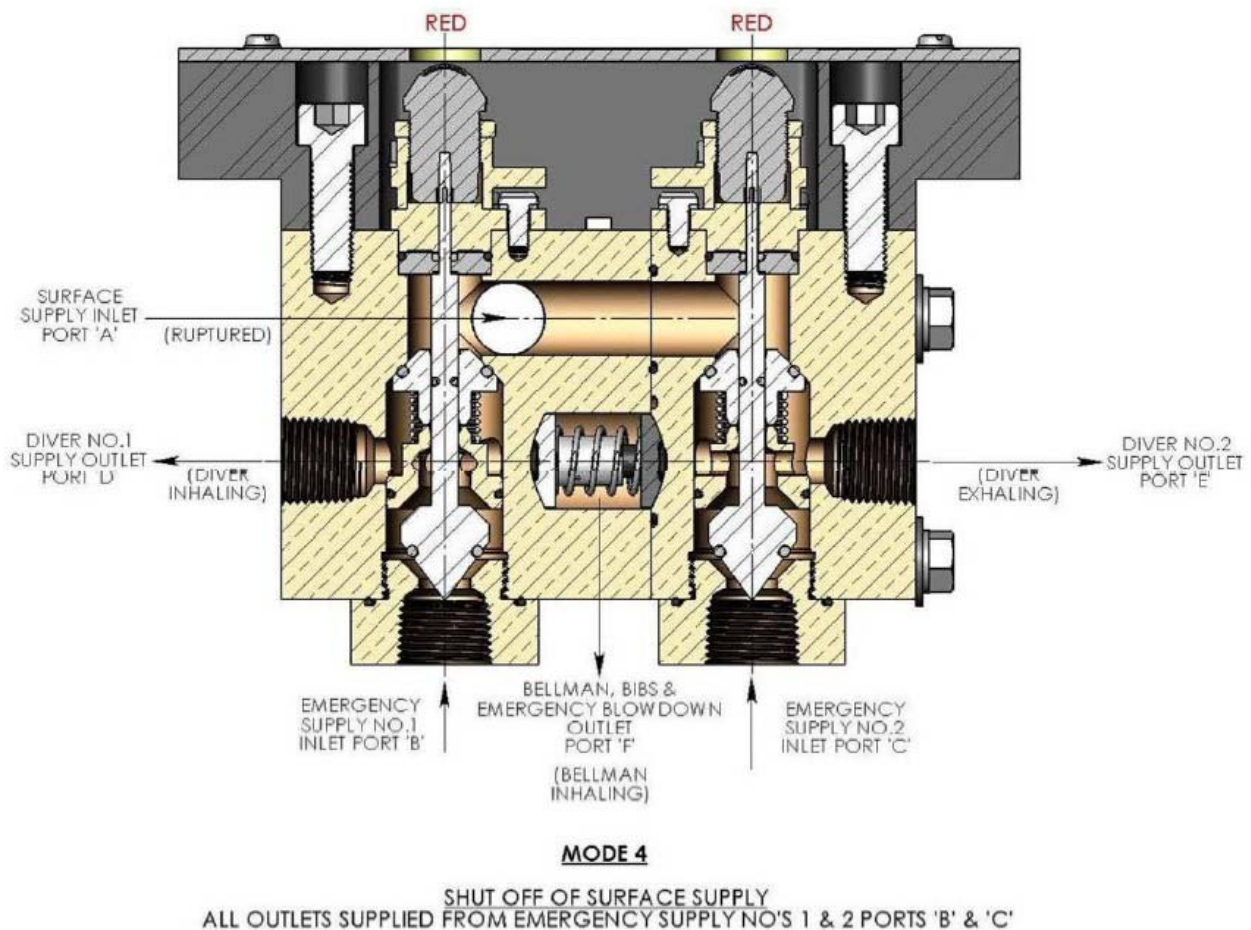 RED
RED
SURFACE
SUPPLY INLET
PORT 'A'
(RUPTURED)
DIVER NO.1
SUPPLY OUTLET
PORT 'D'
(DIVER
INHALING)
(DIVER
EXHALING)
DIVER NO.2
SUPPLY OUTLET
PORT 'E'
EMERGENCY
SUPPLY NO.1
INLET PORT 'B'
BELLMAN, BIBS &
EMERGENCY BLOWDOWN
OUTLET
PORT 'F'
(BELLMAN
INHALING)
EMERGENCY
SUPPLY NO.2
INLET PORT 'C'
MODE 4
SHUT OFF OF SURFACE SUPPLY
ALL OUTLETS SUPPLIED FROM EMERGENCY SUPPLY NO'S 1 & 2 PORTS 'B' & 'C'